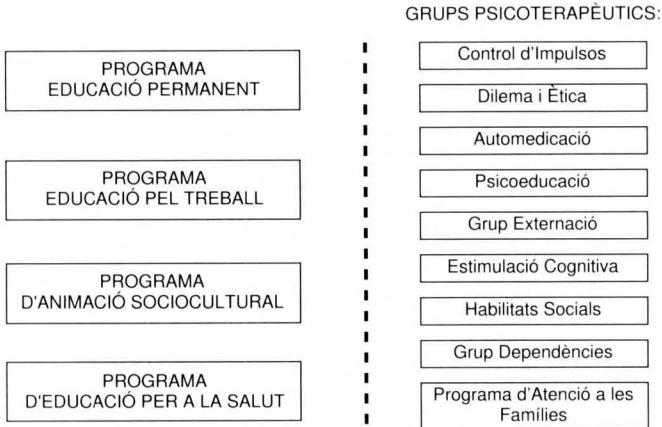 PROGRAMA
EDUCACIÓ PERMANENT
PROGRAMA
EDUCACIÓ PEL TREBALL
PROGRAMA
D'ANIMACIÓ SOCIOCULTURAL
PROGRAMA
D'EDUCACIÓ PER A LA SALUT
GRUPS PSICOTERAPÈUTICS:
Control d'Impulsos
Dilema i Ètica
Automedicació
Psicoeducació
Grup Externació
Estimulació Cognitiva
Habilitats Socials
Grup Dependències
Programa d'Atenció a les
Famílies